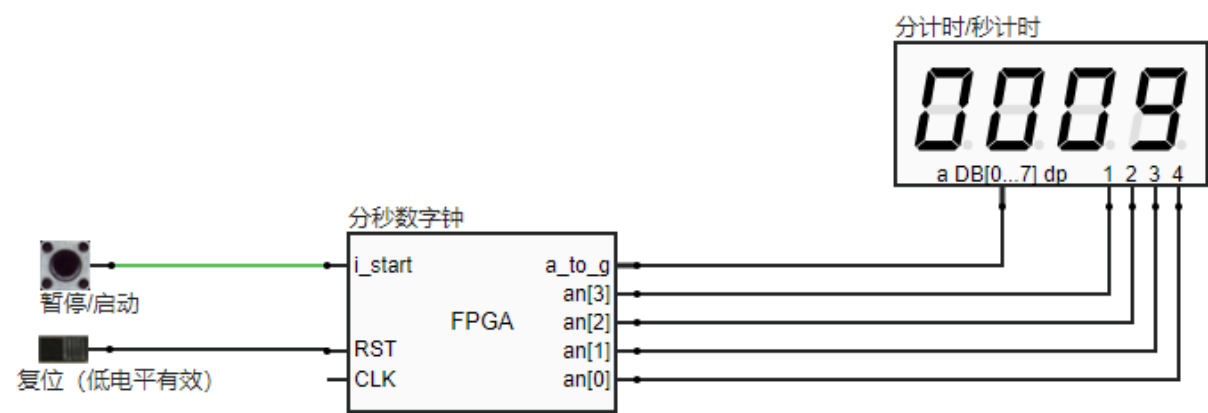 分计时/秒计时
0009
a DB[0...7] dp 1 2 3 4
分秒数字钟
i_start a_to_g
an[3]
暂停/启动
FPGA an[2]
RST an[1]
复位（低电平有效）
CLK an[0]